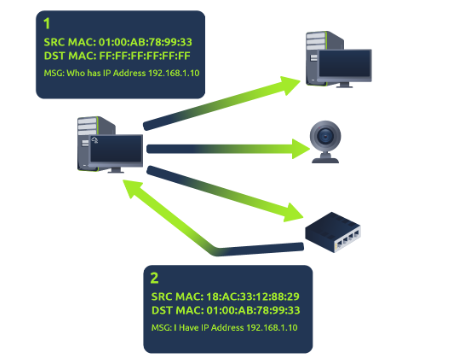 1
SRC MAC: 01:00:AB:78:99:33
DST MAC: FF:FF:FF:FF:FF:FF
MSG: Who has IP Address 192.168.1.10
2
SRC MAC: 18:AC:33:12:88:29
DST MAC: 01:00:AB:78:99:33
MSG: I Have IP Address 192.168.1.10